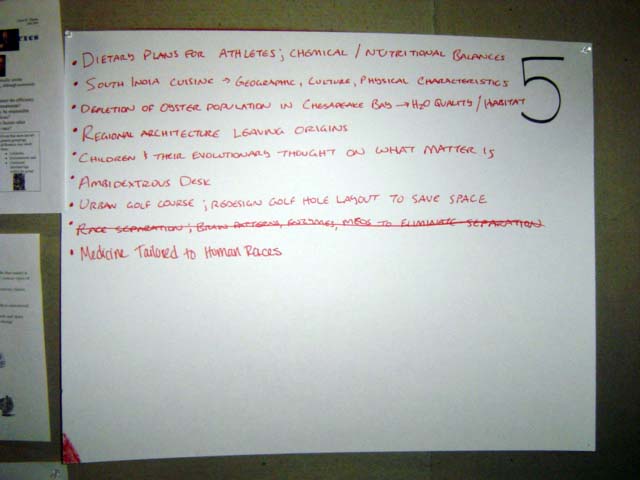 • Dietary Plans for Athletes; Chemical / Nutritional Balances
• South India Cuisine → Geographic, Culture, Physical Characteristics
• Depletion of Oyster Population in Chesapeake Bay → H2O Quality / Habitat
• Regional Architecture Leaving Origins
• Children & their Evolutionary Thought on What Matter is
• Ambidextrous Desk
• Urban Golf Course; Redesign Golf Hole Layout to Save Space
• Race Separation; Brain Patterns, Enzymes, Meds to Eliminate Separation
• Medicine Tailored to Human Races
5